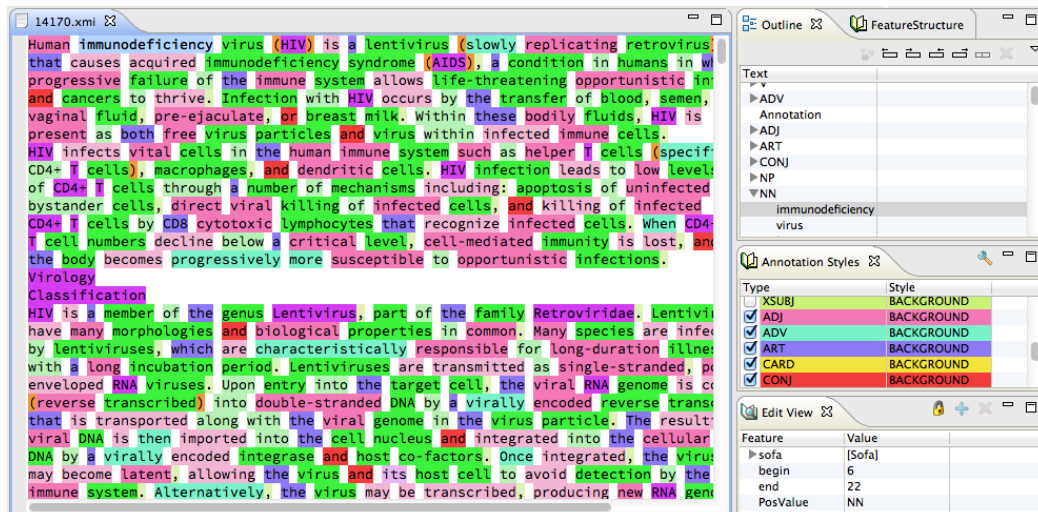 14170.xmi
Human immunodeficiency virus (HIV) is a lentivirus (slowly replicating retrovirus)
that causes acquired immunodeficiency syndrome (AIDS), a condition in humans in
progressive failure of the immune system allows life-threatening opportunistic
and cancers to thrive. Infection with HIV occurs by the transfer of blood, semen,
vaginal fluid, pre-ejaculate, or breast milk. Within these bodily fluids, HIV is
present as both free virus particles and virus within infected immune cells.
HIV infects vital cells in the human immune system such as helper T cells
CD4+ T cells), macrophages, and dendritic cells. HIV infection leads to low levels
of CD4+ T cells through a number of mechanisms including: apoptosis of uninfected
bystander cells, direct viral killing of infected cells, and killing of infected
CD4+ T cells by CD8 cytotoxic lymphocytes that recognize infected cells. When CD4+
T cell numbers decline below a critical level, cell-mediated immunity is lost, and
the body becomes progressively more susceptible to opportunistic infections.
Virology
Classification
HIV is a member of the genus Lentivirus, part of the family Retroviridae.
have many morphologies and biological properties in common. Many species are
by lentiviruses, which are characteristically responsible for long-duration
with a long incubation period. Lentiviruses are transmitted as single-stranded,
enveloped RNA viruses. Upon entry into the target cell, the viral RNA genome is
(reverse transcribed) into double-stranded DNA by a virally encoded reverse
that is transported along with the viral genome in the virus particle. The
viral DNA is then imported into the cell nucleus and integrated into the cellular
DNA by a virally encoded integrase and host co-factors. Once integrated, the virus
may become latent, allowing the virus and its host cell to avoid detection by the
immune system. Alternatively, the virus may be transcribed, producing new RNA
Outline FeatureStructure
Text
V
ADV
Annotation
ADJ
ART
CONJ
NP
NN
immunodeficiency
virus
Annotation Styles
Type Style
XSUBJ BACKGROUND
ADJ BACKGROUND
ADV BACKGROUND
ART BACKGROUND
CARD BACKGROUND
CONJ BACKGROUND
Edit View
Feature Value
sofa [Sofa]
begin 6
end 22
PosValue NN